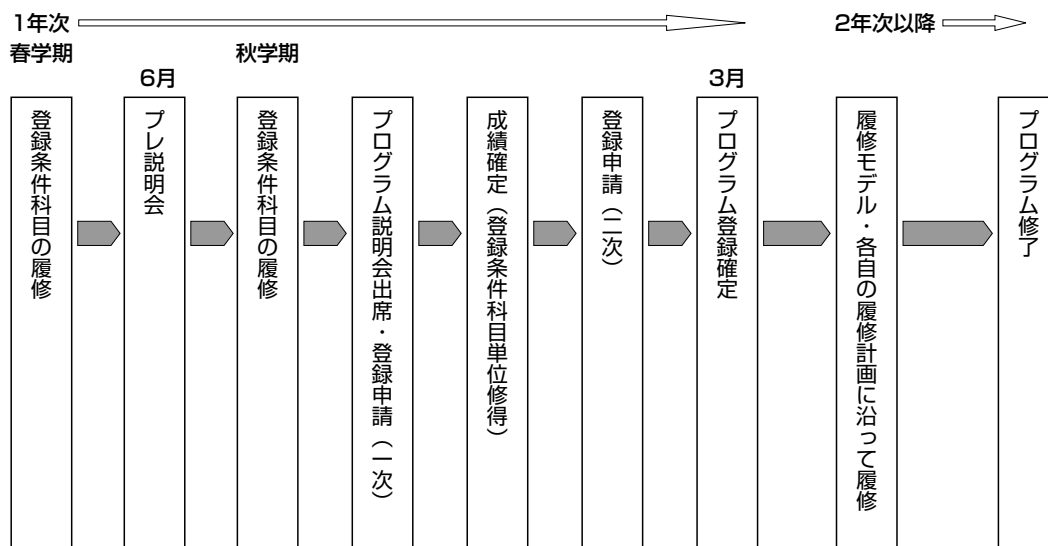 1年次
2年次以降
春学期
秋学期
6月
3月
登録条件科目の履修
プレ説明会
登録条件科目の履修
プログラム説明会出席・登録申請（一次）
成績確定（登録条件科目単位修得）
登録申請（二次）
プログラム登録確定
履修モデル・各自の履修計画に沿って履修
プログラム修了